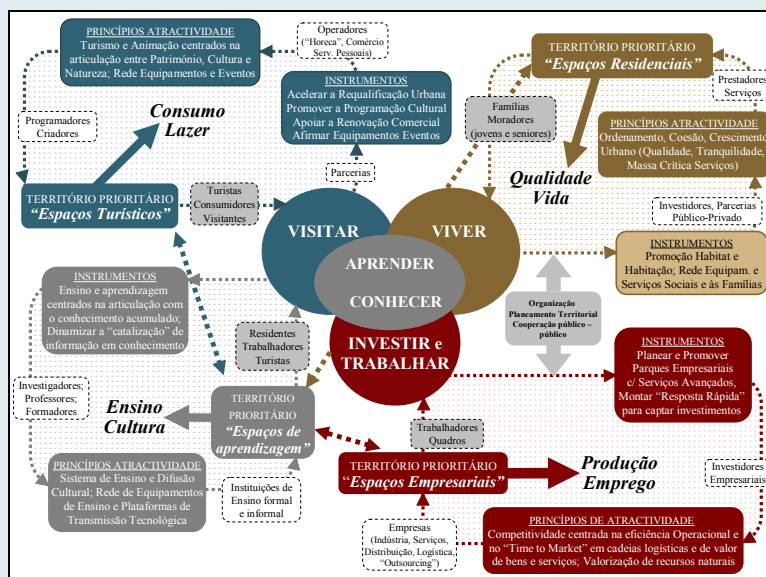 PRINCÍPIOS ATRACTIVIDADE
Turismo e Animação centrados na
articulação entre Património, Cultura e
Natureza; Rede Equipamentos e Eventos
Operadores
(“Horeca”, Comércio
Serv. Pessoais)
INSTRUMENTOS
Acelerar a Requalificação Urbana
Promover a Programação Cultural
Apoiar a Renovação Comercial
Afirmar Equipamentos Eventos
Programadores
Criadores
Consumo
Lazer
Parcerias
TERRITÓRIO PRIORITÁRIO
“Espaços Turísticos”
Turistas
Consumidores
Visitantes
TERRITÓRIO PRIORITÁRIO
“Espaços Residenciais”
Prestadores
Serviços
Famílias
Moradores
(jovens e seniores)
PRINCÍPIOS ATRACTIVIDADE
Ordenamento, Coesão, Crescimento
Urbano (Qualidade, Tranquilidade,
Massa Crítica Serviços)
Qualidade
Vida
Investidores, Parcerias
Público-Privado
INSTRUMENTOS
Promoção Habitat e
Habitação; Rede Equipam. e
Serviços Sociais e às Famílias
VISITAR
VIVER
APRENDER
CONHECER
INVESTIR e
TRABALHAR
Organização
Planeamento Territorial
Cooperação público –
público
INSTRUMENTOS
Ensino e aprendizagem
centrados na articulação com
o conhecimento acumulado;
Dinamizar a “catalização” de
informação em conhecimento
Residentes
Trabalhadores
Turistas
Investigadores;
Professores;
Formadores
Ensino
Cultura
TERRITÓRIO
PRIORITÁRIO
“Espaços de
aprendizagem”
PRINCÍPIOS ATRACTIVIDADE
Sistema de Ensino e Difusão
Cultural; Rede de Equipamentos
de Ensino e Plataformas de
Transmissão Tecnológica
Instituições de
Ensino formal
e informal
INSTRUMENTOS
Planear e Promover
Parques Empresariais
c/ Serviços Avançados,
Montar “Resposta Rápida”
para captar investimentos
Trabalhadores
Quadros
TERRITÓRIO PRIORITÁRIO
“Espaços Empresariais”
Produção
Emprego
Investidores
Empresariais
Empresas
(Indústria, Serviços,
Distribuição, Logística,
“Outsourcing”)
PRINCÍPIOS DE ATRACTIVIDADE
Competitividade centrada na eficiência Operacional e
no “Time to Market” em cadeias logísticas e de valor
de bens e serviços; Valorização de recursos naturais